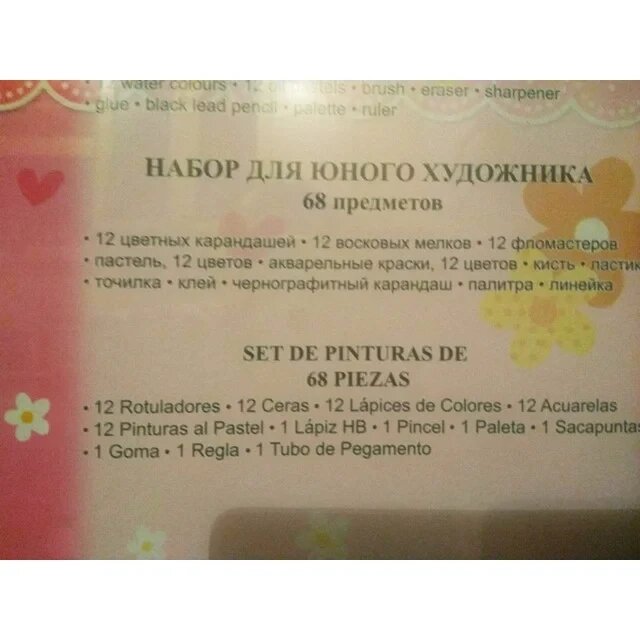 • 12 water colours • 12 oil pastels • brush • eraser • sharpener
• glue • black lead pencil • palette • ruler
НАБОР ДЛЯ ЮНОГО ХУДОЖНИКА
68 предметов
• 12 цветных карандашей • 12 восковых мелков • 12 фломастеров
• пастель, 12 цветов • акварельные краски, 12 цветов • кисть • ластик
• точилка • клей • чернографитный карандаш • палитра • линейка
SET DE PINTURAS DE
68 PIEZAS
• 12 Rotuladores • 12 Ceras • 12 Lápices de Colores • 12 Acuarelas
• 12 Pinturas al Pastel • 1 Lápiz HB • 1 Pincel • 1 Paleta • 1 Sacapuntas
• 1 Goma • 1 Regla • 1 Tubo de Pegamento